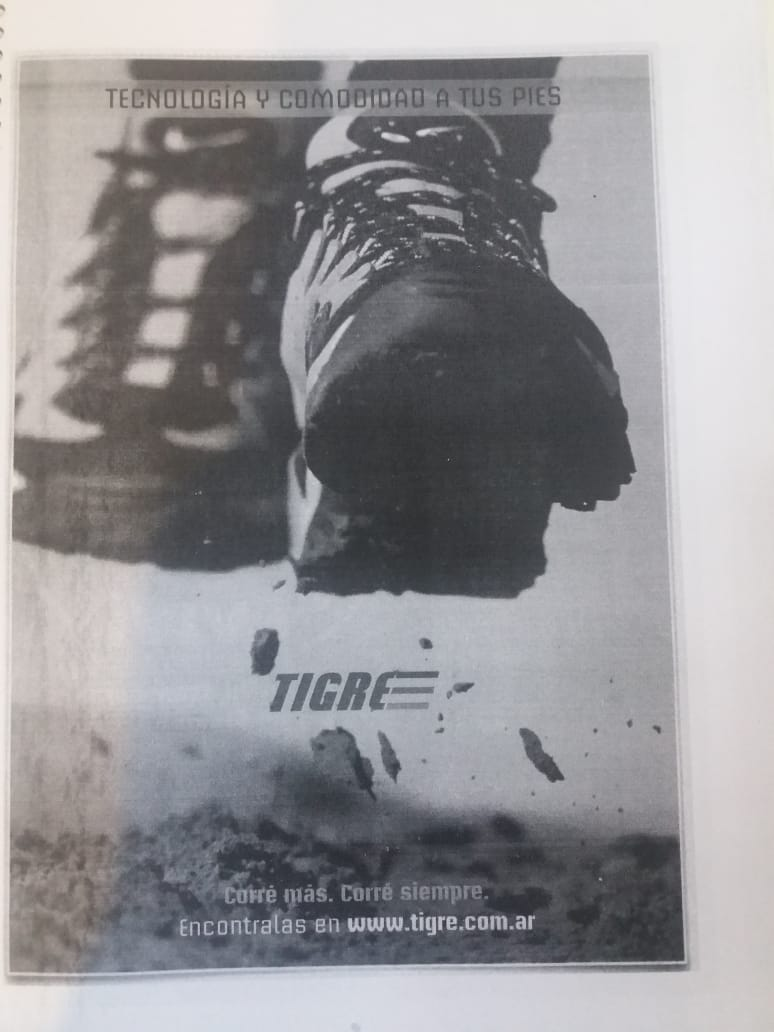 TECNOLOGÍA Y COMODIDAD A TUS PIES
TIGRE
Corré más. Corré siempre.
Encontralas en www.tigre.com.ar